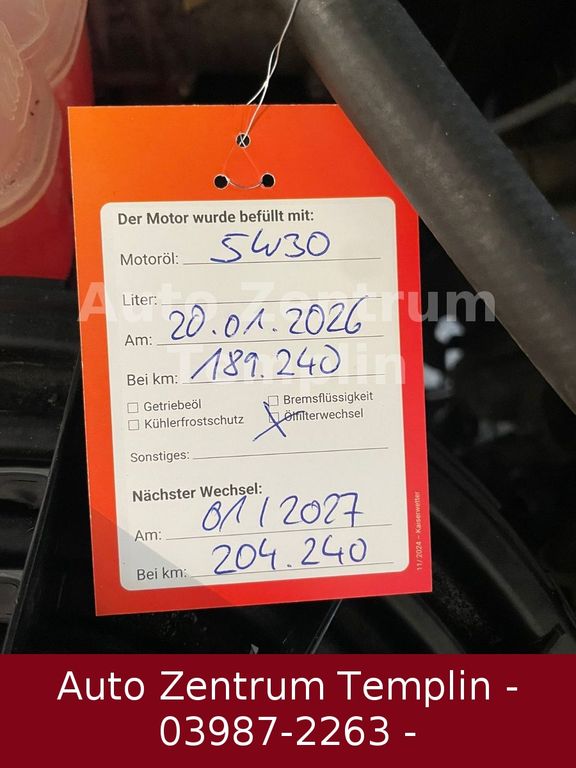 Der Motor wurde befüllt mit:
Motoröl: 5W30
Liter:
Auto Zentrum
Am: 20.01.2026
Templin
Bei km: 189.240
Getriebeöl
Bremsflüssigkeit
Kühlerfrostschutz
Ölfilterwechsel
Sonstiges:
Nächster Wechsel:
Am: 01/2027
Bei km: 204.240
11/2024 – Kaiserwetter
Auto Zentrum Templin -
03987-2263 -